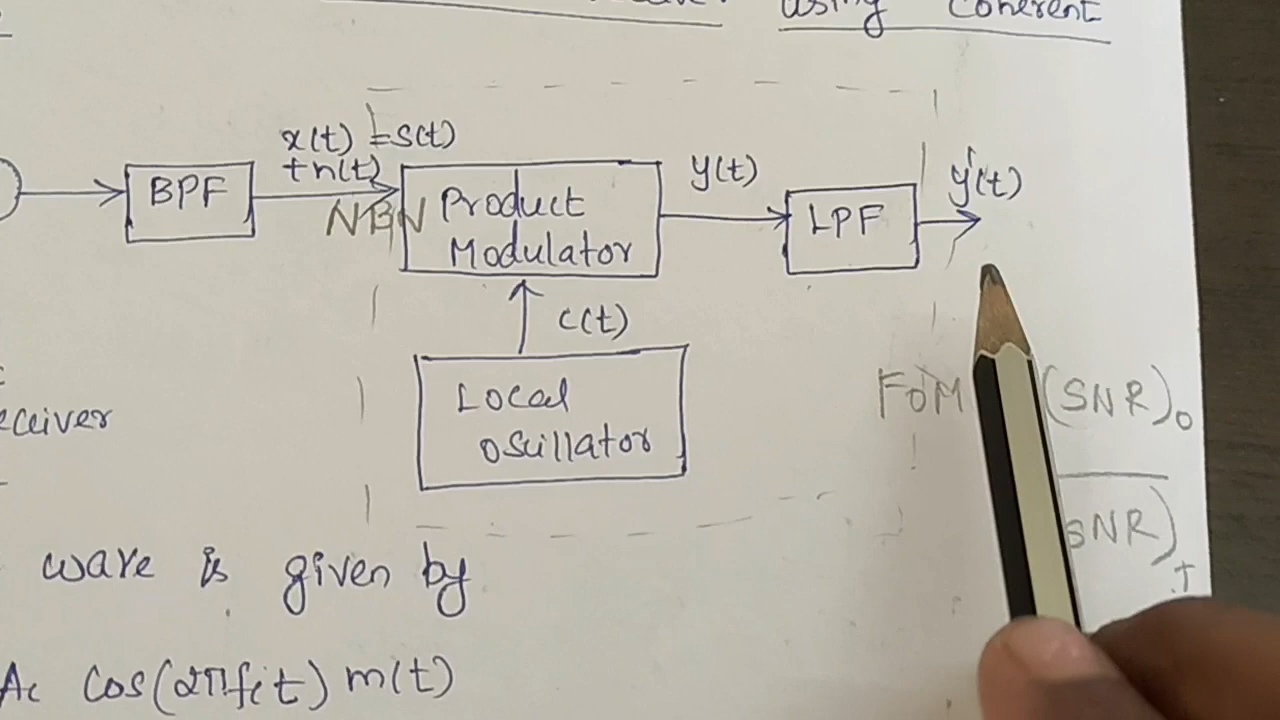 using Coherent
x(t) = s(t)
+ n(t)
NBN
BPF
Product
Modulator
y(t)
LPF
y'(t)
c(t)
Local
oscillator
FOM
(SNR)o
SNR)
eceiver
wave is given by
Ac cos(2πfct) m(t)